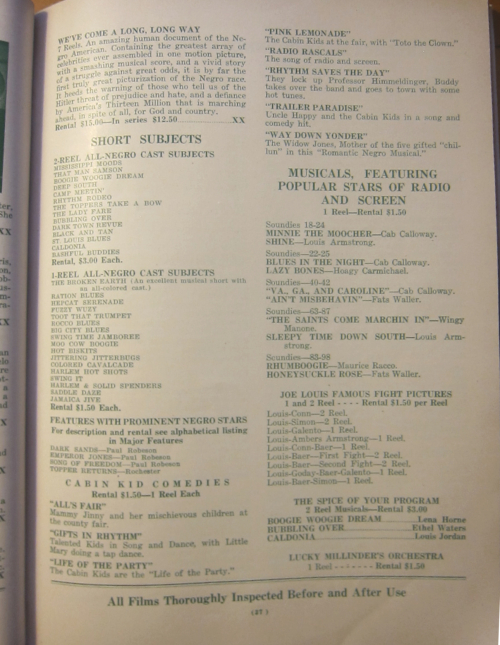 WE'VE COME A LONG, LONG WAY
7 Reels. An amazing human document of the Ne-
gro American. Containing the greatest array of
celebrities ever assembled in one motion picture,
with a smashing musical score, and a vivid story
of a struggle against great odds, it is by far the
first truly great picturization of the Negro race.
It heeds the warning of those who tell us of the
Hitler threat of prejudice and hate, and a defiance
by America's Thirteen Million that is marching
ahead, in spite of all, for God and country.
Rental $15.00—In series $12.50 XX
SHORT SUBJECTS
2-REEL ALL-NEGRO CAST SUBJECTS
MISSISSIPPI MOODS
THAT MAN SAMSON
BOOGIE WOOGIE DREAM
DEEP SOUTH
CAMP MEETIN'
RHYTHM RODEO
THE TOPPERS TAKE A BOW
THE LADY FARE
BUBBLING OVER
DARK TOWN REVUE
BLACK AND TAN
ST. LOUIS BLUES
CALDONIA
BASHFUL BUDDIES
Rental, $3.00 Each.
1-REEL ALL-NEGRO CAST SUBJECTS
THE BROKEN EARTH (An excellent musical short with
an all-colored cast.)
RATION BLUES
HEPCAT SERENADE
FUZZY WUZY
TOOT THAT TRUMPET
ROCCO BLUES
BIG CITY BLUES
SWING TIME JAMBOREE
MOO COW BOOGIE
HOT BISKITS
JITTERING JITTERBUGS
COLORED CAVALCADE
HARLEM HOT SHOTS
SWING IT
HARLEM & SOLID SPENDERS
SADDLE DAZE
JAMAICA JIVE
Rental $1.50 Each.
FEATURES WITH PROMINENT NEGRO STARS
For description and rental see alphabetical listing
in Major Features
DARK SANDS—Paul Robeson
EMPEROR JONES—Paul Robeson
SONG OF FREEDOM—Paul Robeson
TOPPER RETURNS—Rochester
CABIN KID COMEDIES
Rental $1.50—1 Reel Each
"ALL'S FAIR"
Mammy Jinny and her mischievous children at
the county fair.
"GIFTS IN RHYTHM"
Talented Kids in Song and Dance, with Little
Mary doing a tap dance.
"LIFE OF THE PARTY"
The Cabin Kids are the "Life of the Party."
"PINK LEMONADE"
The Cabin Kids at the fair, with "Toto the Clown."
"RADIO RASCALS"
The song of radio and screen.
"RHYTHM SAVES THE DAY"
They lock up Professor Himmeldinger, Buddy
takes over the band and goes to town with some
hot tunes.
"TRAILER PARADISE"
Uncle Happy and the Cabin Kids in a song and
comedy hit.
"WAY DOWN YONDER"
The Widow Jones, Mother of the five gifted "chil-
lun" in this "Romantic Negro Musical."
MUSICALS, FEATURING
POPULAR STARS OF RADIO
AND SCREEN
1 Reel—Rental $1.50
Soundies 18-24
MINNIE THE MOOCHER—Cab Calloway.
SHINE—Louis Armstrong.
Soundies—22-25
BLUES IN THE NIGHT—Cab Calloway.
LAZY BONES—Hoagy Carmichael.
Soundies—40-42
"VA., GA., AND CAROLINE"—Cab Calloway.
"AIN'T MISBEHAVIN"—Fats Waller.
Soundies—63-87
"THE SAINTS COME MARCHIN IN"—Wingy
Manone.
SLEEPY TIME DOWN SOUTH—Louis Arm-
strong.
Soundies—83-98
RHUMBOOGIE—Maurice Racco.
HONEYSUCKLE ROSE—Fats Waller.
JOE LOUIS FAMOUS FIGHT PICTURES
1 and 2 Reel - - - - Rental $1.50 per Reel
Louis-Conn—2 Reel.
Louis-Simon—2 Reel.
Louis-Galento—1 Reel.
Louis-Ambers Armstrong—1 Reel.
Louis-Conn-Baer—1 Reel.
Louis-Baer—First Fight—2 Reel.
Louis-Baer—Second Fight—2 Reel.
Louis-Goday-Baer-Galento—1 Reel.
Louis-Baer-Simon—1 Reel.
THE SPICE OF YOUR PROGRAM
2 Reel Musicals—Rental $3.00
BOOGIE WOOGIE DREAM Lena Horne
BUBBLING OVER Ethel Waters
CALDONIA Louis Jordan
LUCKY MILLINDER'S ORCHESTRA
1 Reel - - - - - - - Rental $1.50
All Films Thoroughly Inspected Before and After Use
(27)